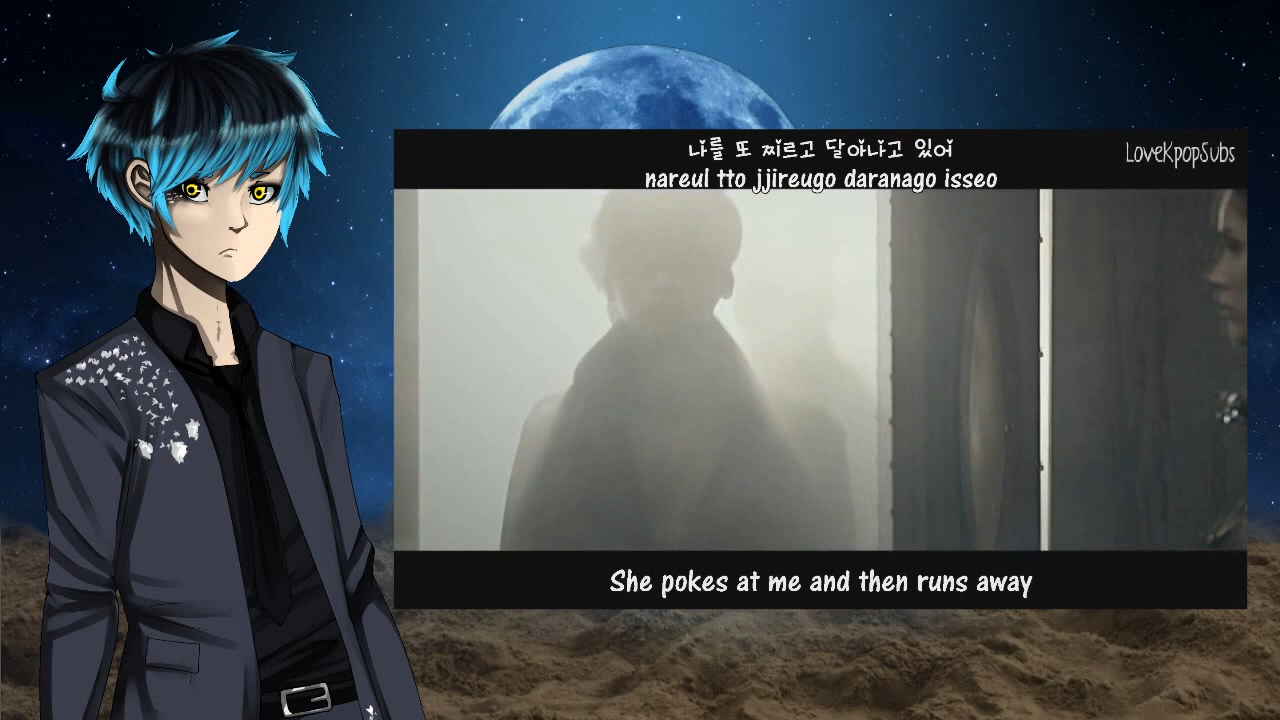 나를 또 찌르고 달아나고 있어
LoveKpopSubs
nareul tto jjireugo daranago isseo
She pokes at me and then runs away